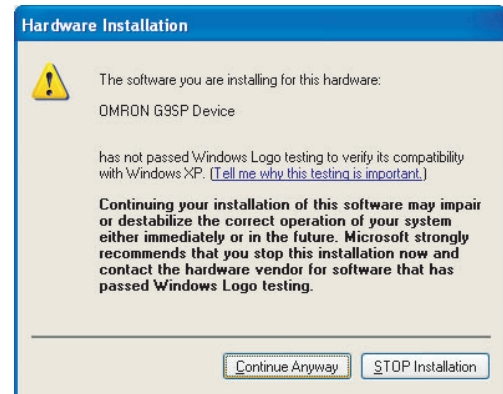 Hardware Installation
The software you are installing for this hardware:
OMRON G9SP Device
has not passed Windows Logo testing to verify its compatibility
with Windows XP. (Tell me why this testing is important.)
Continuing your installation of this software may impair
or destabilize the correct operation of your system
either immediately or in the future. Microsoft strongly
recommends that you stop this installation now and
contact the hardware vendor for software that has
passed Windows Logo testing.
Continue Anyway
STOP Installation